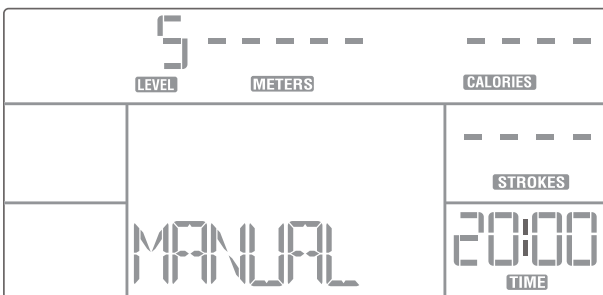 5 - - - - - - - - -
LEVEL METERS CALORIES
- - - -
STROKES
MANUAL 20:00
TIME